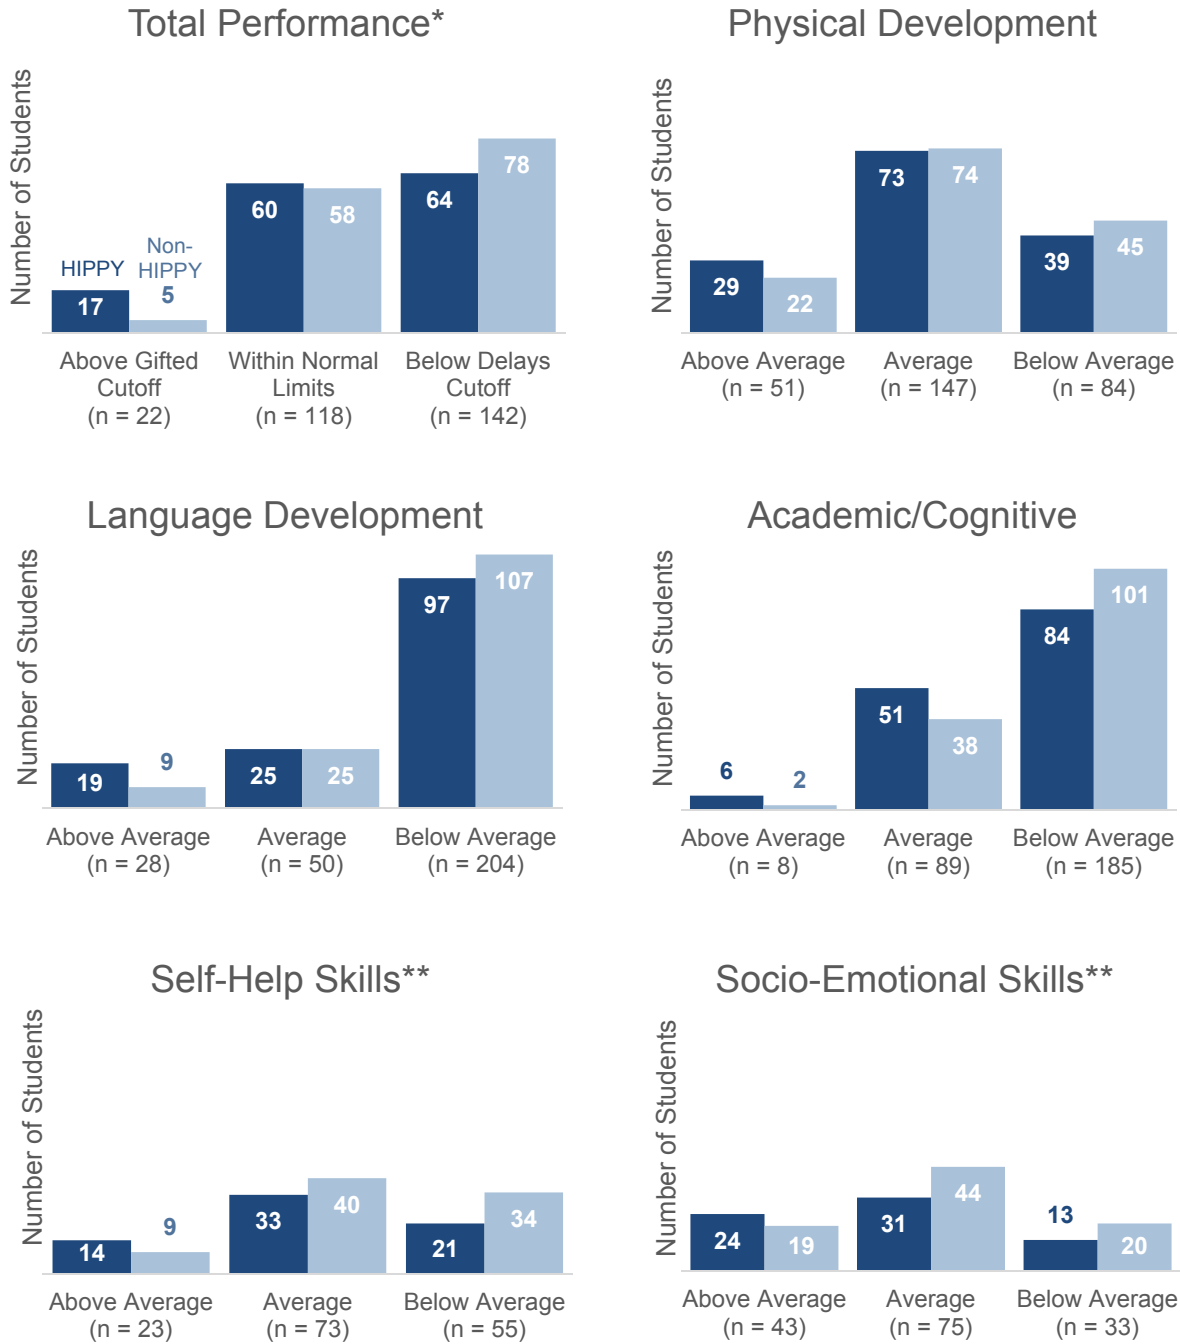 Total Performance*
Number of Students
HIPPY
Non-
HIPPY
17
5
60
58
64
78
Above Gifted
Cutoff
(n = 22)
Within Normal
Limits
(n = 118)
Below Delays
Cutoff
(n = 142)
Physical Development
Number of Students
29
22
73
74
39
45
Above Average
(n = 51)
Average
(n = 147)
Below Average
(n = 84)
Language Development
Number of Students
19
9
25
25
97
107
Above Average
(n = 28)
Average
(n = 50)
Below Average
(n = 204)
Academic/Cognitive
Number of Students
6
2
51
38
84
101
Above Average
(n = 8)
Average
(n = 89)
Below Average
(n = 185)
Self-Help Skills**
Number of Students
14
9
33
40
21
34
Above Average
(n = 23)
Average
(n = 73)
Below Average
(n = 55)
Socio-Emotional Skills**
Number of Students
24
19
31
44
13
20
Above Average
(n = 43)
Average
(n = 75)
Below Average
(n = 33)